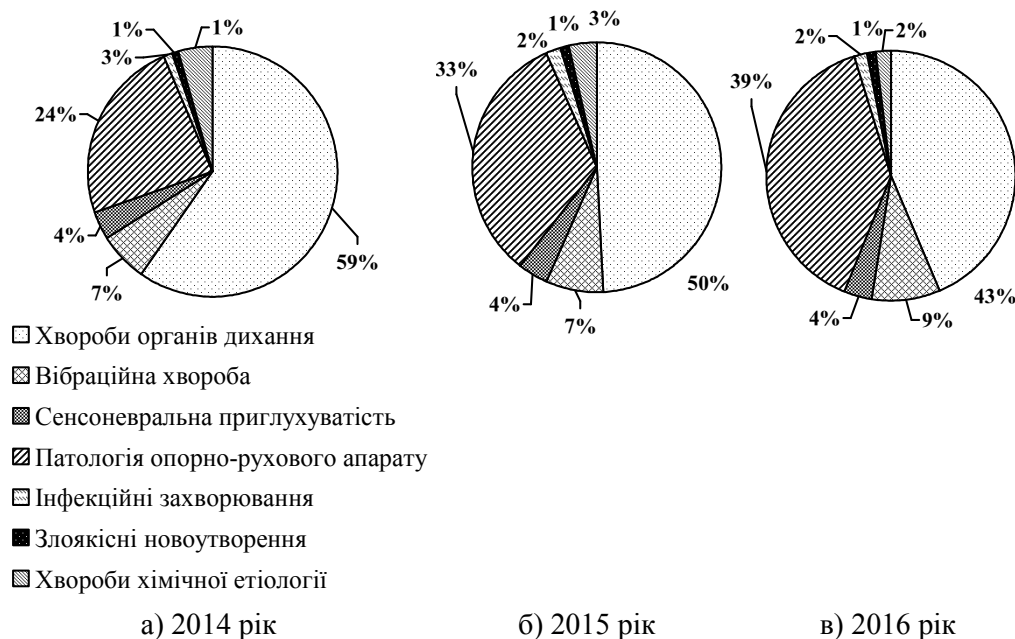 1%
1%
3%
24%
4%
7%
59%
3%
1%
2%
33%
4%
7%
50%
2%
1%
2%
39%
4%
9%
43%
Хвороби органів дихання
Вібраційна хвороба
Сенсоневральна приглухуватість
Патологія опорно-рухового апарату
Інфекційні захворювання
Злоякісні новоутворення
Хвороби хімічної етіології
а) 2014 рік
б) 2015 рік
в) 2016 рік